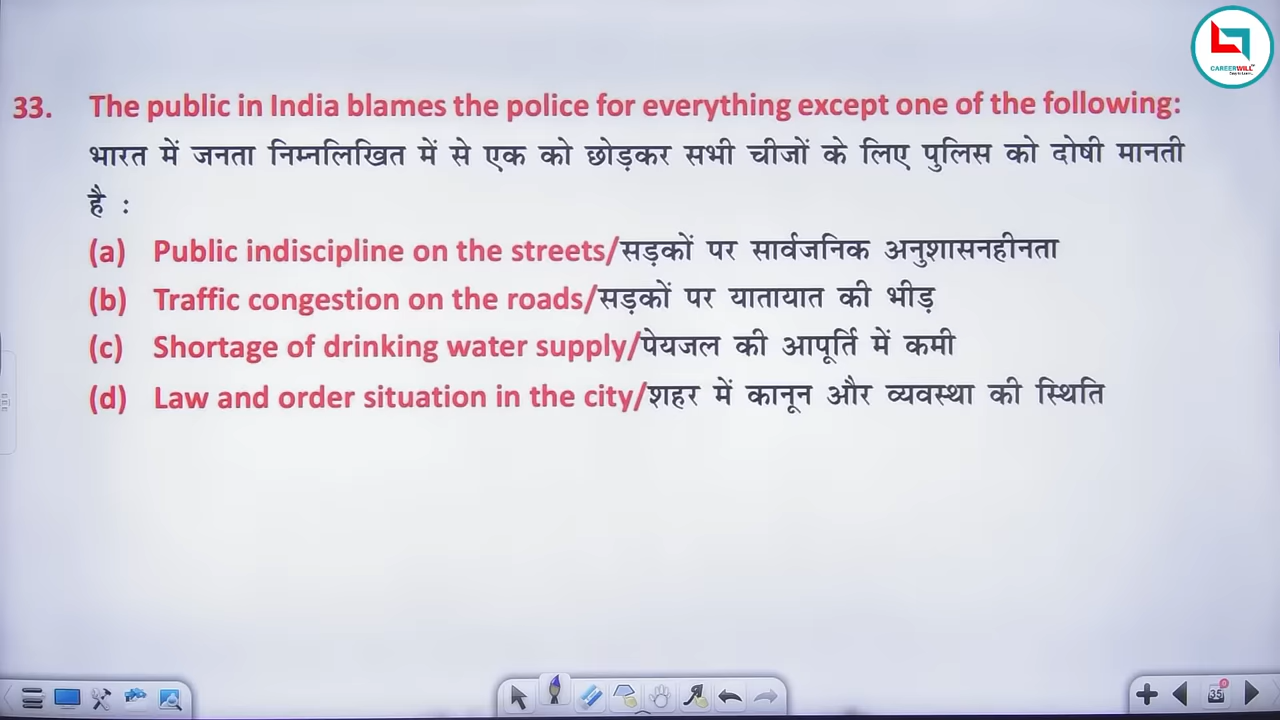 CAREERWILL
33. The public in India blames the police for everything except one of the following:
भारत में जनता निम्नलिखित में से एक को छोड़कर सभी चीजों के लिए पुलिस को दोषी मानती
है :
(a) Public indiscipline on the streets/सड़कों पर सार्वजनिक अनुशासनहीनता
(b) Traffic congestion on the roads/सड़कों पर यातायात की भीड़
(c) Shortage of drinking water supply/पेयजल की आपूर्ति में कमी
(d) Law and order situation in the city/शहर में कानून और व्यवस्था की स्थिति
35